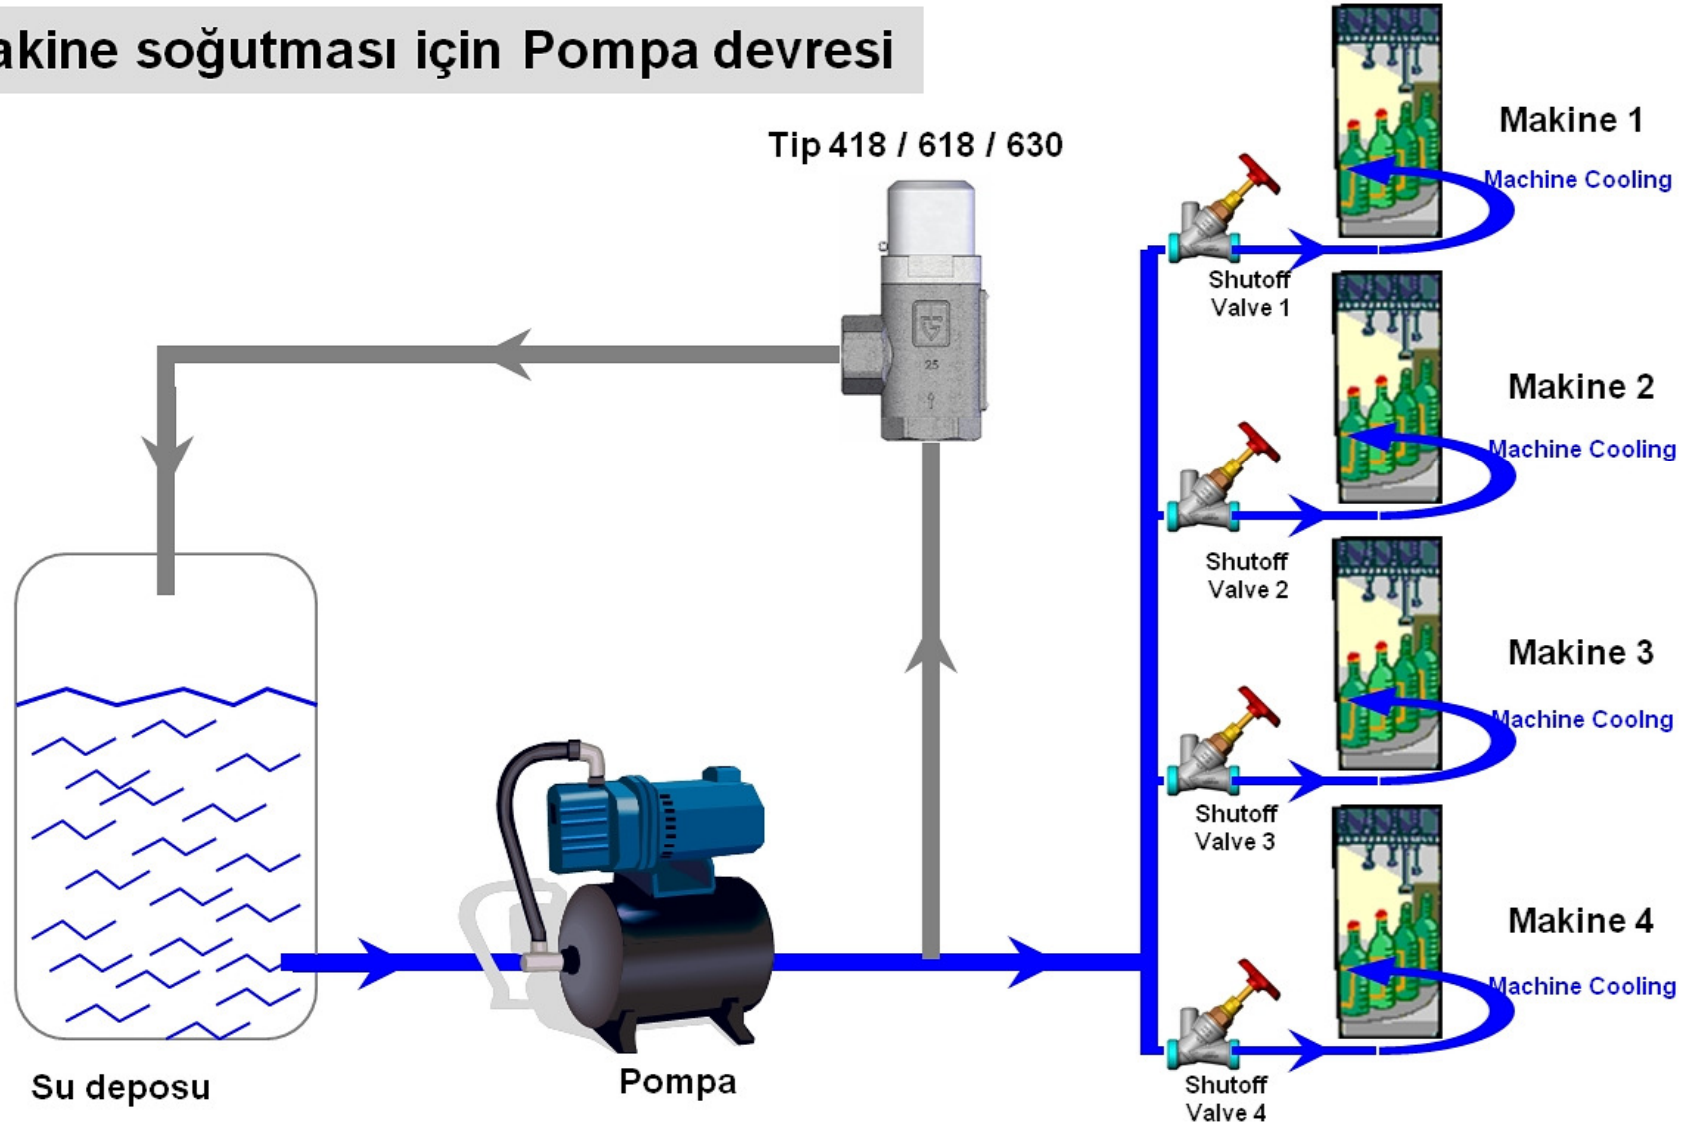 akine soğutması için Pompa devresi
Tip 418 / 618 / 630
25
Makine 1
Machine Cooling
Shutoff
Valve 1
Makine 2
Machine Cooling
Shutoff
Valve 2
Makine 3
Machine Coolng
Shutoff
Valve 3
Makine 4
Machine Cooling
Shutoff
Valve 4
Su deposu
Pompa